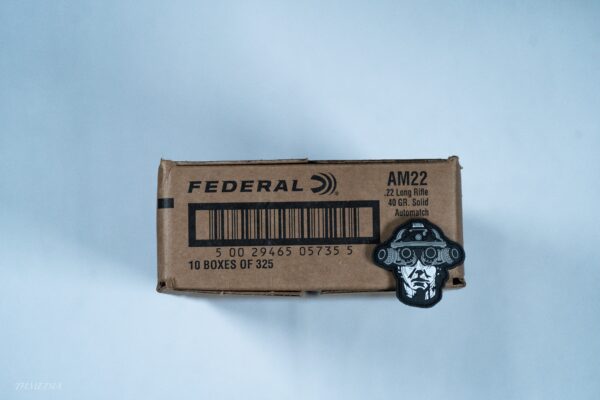 FEDERAL
AM22
.22 Long Rifle
40 GR. Solid
Automatch
5 00 29465 05735 5
10 BOXES OF 325